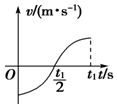 v/(m·s⁻¹)
O
t₁/2
t₁ t/s